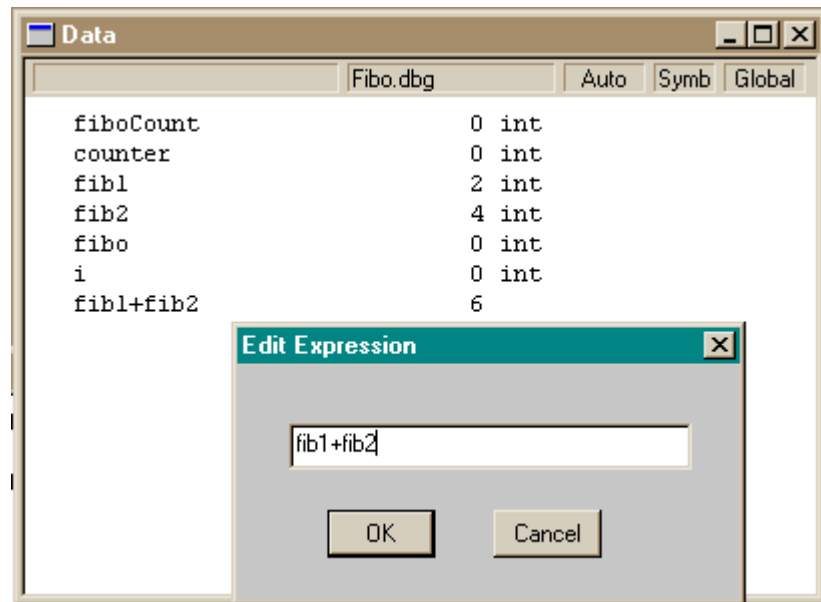 Data
Fibo.dbg Auto Symb Global
fiboCount 0 int
counter 0 int
fib1 2 int
fib2 4 int
fibo 0 int
i 0 int
fib1+fib2 6
Edit Expression
fib1+fib2
OK Cancel